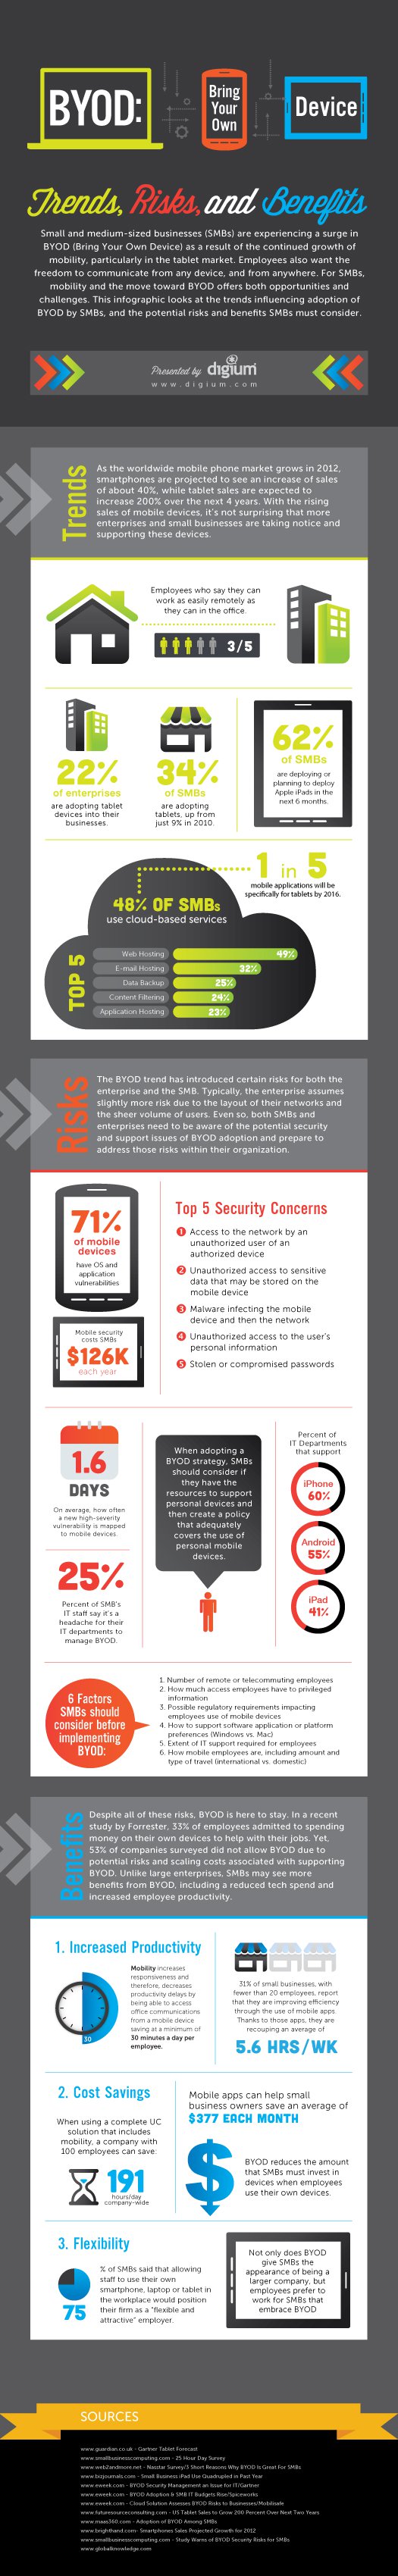 BYOD:
Bring
Your
Own
Device
Trends, Risks, and Benefits
Small and medium-sized businesses (SMBs) are experiencing a surge in
BYOD (Bring Your Own Device) as a result of the continued growth of
mobility, particularly in the tablet market. Employees also want the
freedom to communicate from any device, and from anywhere. For SMBs,
mobility and the move toward BYOD offers both opportunities and
challenges. This infographic looks at the trends influencing adoption of
BYOD by SMBs, and the potential risks and benefits SMBs must consider.
Presented by digium
www.digium.com
Trends
As the worldwide mobile phone market grows in 2012,
smartphones are projected to see an increase of sales
of about 40%, while tablet sales are expected to
increase 200% over the next 4 years. With the rising
sales of mobile devices, it's not surprising that more
enterprises and small businesses are taking notice and
supporting these devices.
Employees who say they can
work as easily remotely as
they can in the office.
3/5
22%
of enterprises
are adopting tablet
devices into their
businesses.
34%
of SMBs
are adopting
tablets, up from
just 9% in 2010.
62%
of SMBs
are deploying or
planning to deploy
Apple iPads in the
next 6 months.
1 in 5
mobile applications will be
specifically for tablets by 2016.
48% OF SMBs
use cloud-based services
TOP 5
Web Hosting 49%
E-mail Hosting 32%
Data Backup 25%
Content Filtering 24%
Application Hosting 23%
Risks
The BYOD trend has introduced certain risks for both the
enterprise and the SMB. Typically, the enterprise assumes
slightly more risk due to the layout of their networks and
the sheer volume of users. Even so, both SMBs and
enterprises need to be aware of the potential security
and support issues of BYOD adoption and prepare to
address those risks within their organization.
71%
of mobile
devices
have OS and
application
vulnerabilities
Mobile security
costs SMBs
$126K
each year
Top 5 Security Concerns
1 Access to the network by an
unauthorized user of an
authorized device
2 Unauthorized access to sensitive
data that may be stored on the
mobile device
3 Malware infecting the mobile
device and then the network
4 Unauthorized access to the user's
personal information
5 Stolen or compromised passwords
1.6
DAYS
On average, how often
a new high-severity
vulnerability is mapped
to mobile devices.
25%
Percent of SMB's
IT staff say it's a
headache for their
IT departments to
manage BYOD.
When adopting a
BYOD strategy, SMBs
should consider if
they have the
resources to support
personal devices and
then create a policy
that adequately
covers the use of
personal mobile
devices.
Percent of
IT Departments
that support
iPhone
60%
Android
55%
iPad
41%
6 Factors
SMBs should
consider before
implementing
BYOD:
1. Number of remote or telecommuting employees
2. How much access employees have to privileged
information
3. Possible regulatory requirements impacting
employees use of mobile devices
4. How to support software application or platform
preferences (Windows vs. Mac)
5. Extent of IT support required for employees
6. How mobile employees are, including amount and
type of travel (international vs. domestic)
Benefits
Despite all of these risks, BYOD is here to stay. In a recent
study by Forrester, 33% of employees admitted to spending
money on their own devices to help with their jobs. Yet,
53% of companies surveyed did not allow BYOD due to
potential risks and scaling costs associated with supporting
BYOD. Unlike large enterprises, SMBs may see more
benefits from BYOD, including a reduced tech spend and
increased employee productivity.
1. Increased Productivity
30
Mobility increases
responsiveness and
therefore, decreases
productivity delays by
being able to access
office communications
from a mobile device
saving at a minimum of
30 minutes a day per
employee.
31% of small businesses, with
fewer than 20 employees, report
that they are improving efficiency
through the use of mobile apps.
Thanks to those apps, they are
recouping an average of
5.6 HRS/WK
2. Cost Savings
When using a complete UC
solution that includes
mobility, a company with
100 employees can save:
191
hours/day
company-wide
Mobile apps can help small
business owners save an average of
$377 EACH MONTH
$
BYOD reduces the amount
that SMBs must invest in
devices when employees
use their own devices.
3. Flexibility
75
% of SMBs said that allowing
staff to use their own
smartphone, laptop or tablet in
the workplace would position
their firm as a "flexible and
attractive" employer.
Not only does BYOD
give SMBs the
appearance of being a
larger company, but
employees prefer to
work for SMBs that
embrace BYOD
SOURCES
www.guardian.co.uk - Gartner Tablet Forecast
www.smallbusinesscomputing.com - 25 Hour Day Survey
www.web2andmore.net - Nasstar Survey/3 Short Reasons Why BYOD Is Great For SMBs
www.bizjournals.com - Small Business iPad Use Quadrupled in Past Year
www.eweek.com - BYOD Security Management an Issue for IT/Gartner
www.eweek.com - BYOD Adoption & SMB IT Budgets Rise/Spiceworks
www.eweek.com - Cloud Solution Assesses BYOD Risks to Businesses/Mobilisafe
www.futuresourceconsulting.com - US Tablet Sales to Grow 200 Percent Over Next Two Years
www.maas360.com - Adoption of BYOD Among SMBs
www.brighthand.com- Smartphones Sales Projected Growth for 2012
www.smallbusinesscomputing.com - Study Warns of BYOD Security Risks for SMBs
www.globalknowledge.com